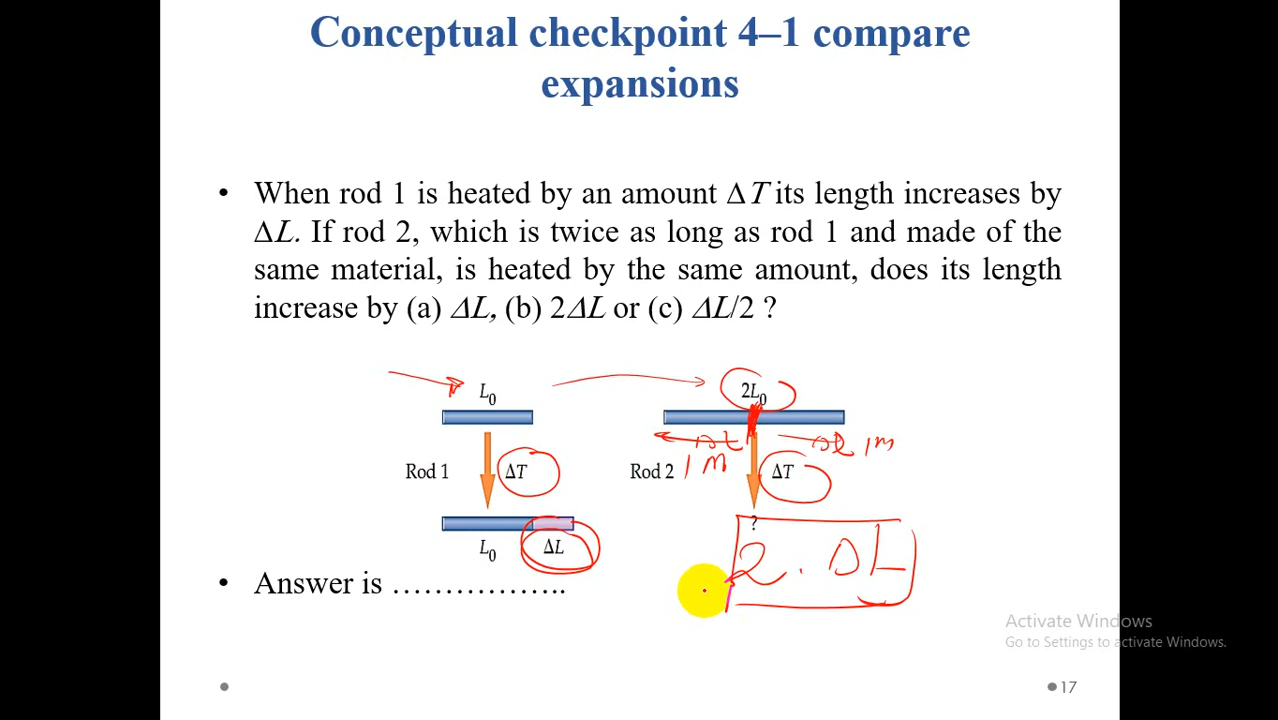 Conceptual checkpoint 4–1 compare
expansions
• When rod 1 is heated by an amount Δ T its length increases by
ΔL. If rod 2, which is twice as long as rod 1 and made of the
same material, is heated by the same amount, does its length
increase by (a) ΔL, (b) 2ΔL or (c) ΔL/2 ?
L₀ 2L₀
1m
1m
Rod 1 ΔT Rod 2 ΔT
?
L₀ ΔL 2. ΔL
• Answer is ………………..
Activate Windows
Go to Settings to activate Windows.
17